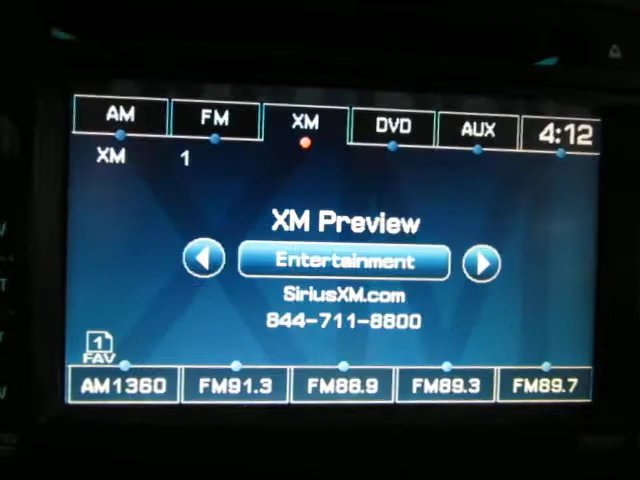 AM FM XM DVD AUX 4:12
XM 1
XM Preview
Entertainment
SiriusXM.com
844-711-8800
1
FAV
AM1360 FM91.3 FM88.9 FM89.3 FM89.7